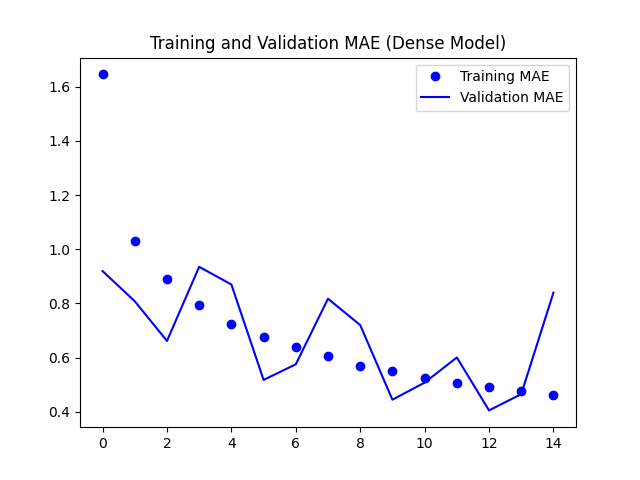 Training and Validation MAE (Dense Model)
Training MAE
Validation MAE
1.6
1.4
1.2
1.0
0.8
0.6
0.4
0 2 4 6 8 10 12 14